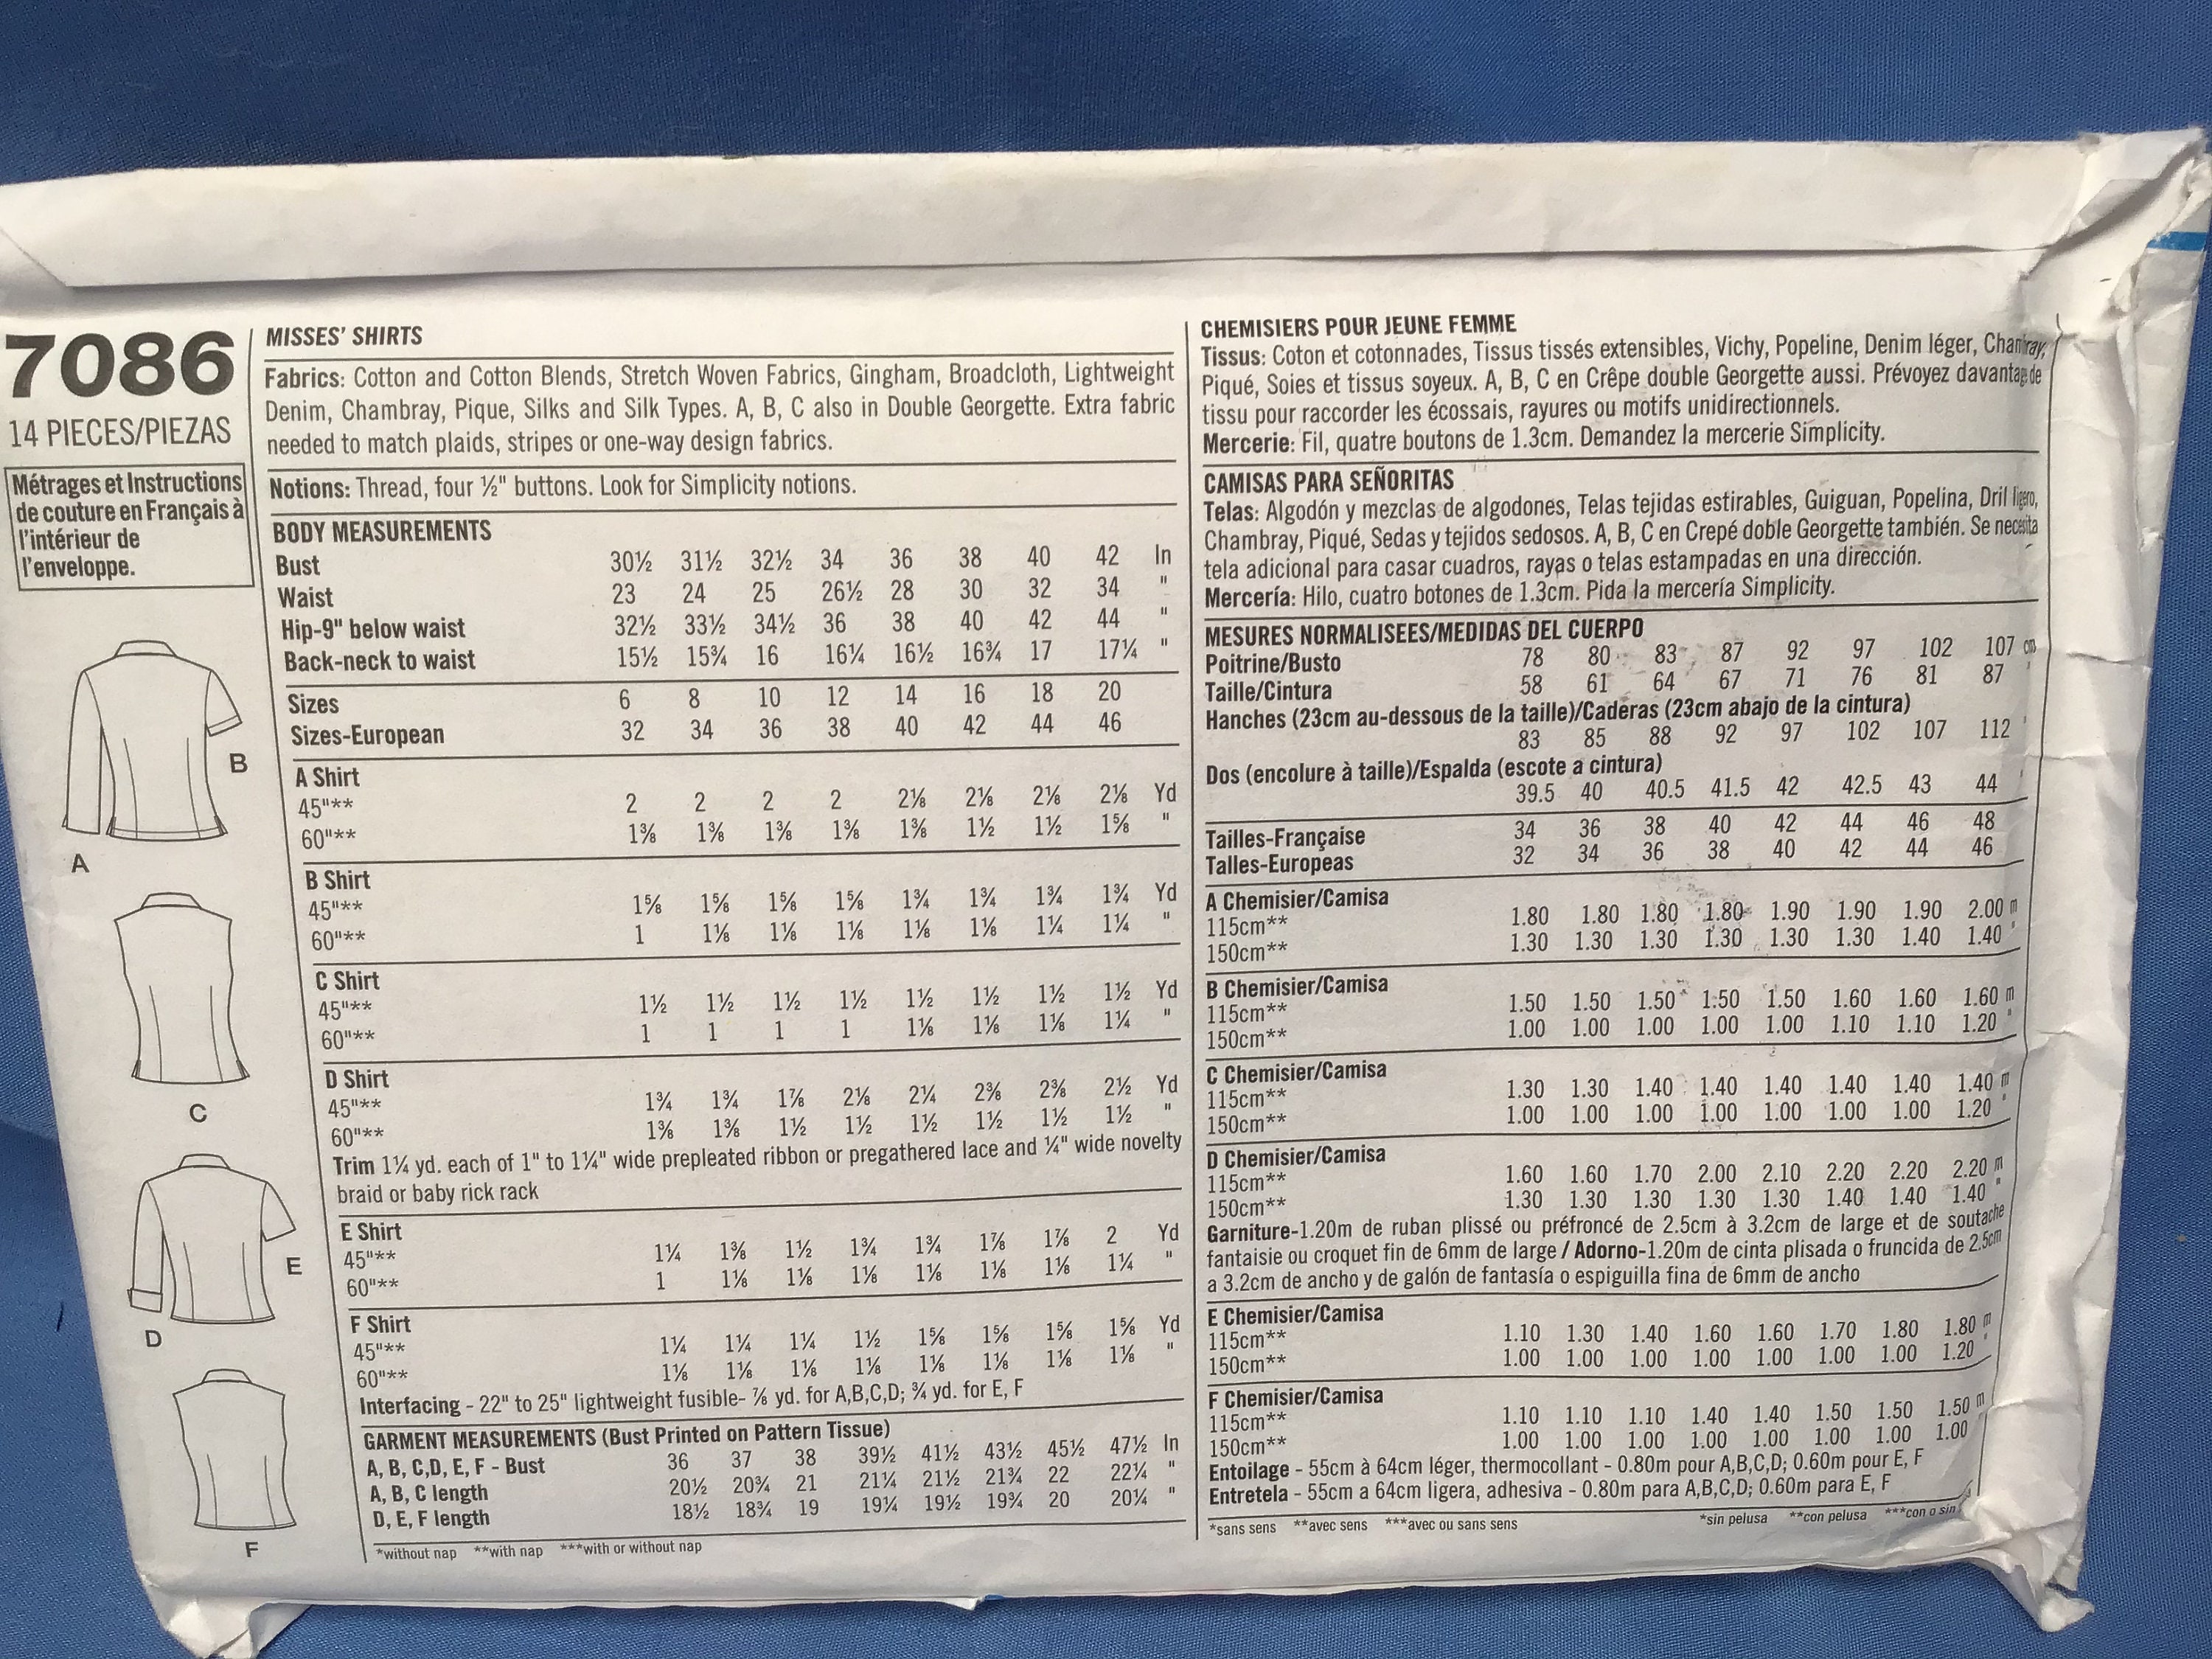 7086
14 PIECES/PIEZAS
Métrages et Instructions
de couture en Français à
l'intérieur de
l'enveloppe.
B
A
C
E
D
F
MISSES' SHIRTS
Fabrics: Cotton and Cotton Blends, Stretch Woven Fabrics, Gingham, Broadcloth, Lightweight
Denim, Chambray, Pique, Silks and Silk Types. A, B, C also in Double Georgette. Extra fabric
needed to match plaids, stripes or one-way design fabrics.
Notions: Thread, four ½" buttons. Look for Simplicity notions.
BODY MEASUREMENTS
Bust 30½ 31½ 32½ 34 36 38 40 42 In
Waist 23 24 25 26½ 28 30 32 34 "
Hip-9" below waist 32½ 33½ 34½ 36 38 40 42 44 "
Back-neck to waist 15½ 15¾ 16 16¼ 16½ 16¾ 17 17¼ "
Sizes 6 8 10 12 14 16 18 20
Sizes-European 32 34 36 38 40 42 44 46
A Shirt
45"** 2 2 2 2 2⅛ 2⅛ 2⅛ 2⅛ Yd
60"** 1⅜ 1⅜ 1⅜ 1⅜ 1⅜ 1½ 1½ 1⅝ "
B Shirt
45"** 1⅝ 1⅝ 1⅝ 1⅝ 1¾ 1¾ 1¾ 1¾ Yd
60"** 1 1⅛ 1⅛ 1⅛ 1⅛ 1⅛ 1¼ 1¼ "
C Shirt
45"** 1½ 1½ 1½ 1½ 1½ 1½ 1½ 1½ Yd
60"** 1 1 1 1 1⅛ 1⅛ 1⅛ 1¼ "
D Shirt
45"** 1¾ 1¾ 1⅞ 2⅛ 2¼ 2⅜ 2⅜ 2½ Yd
60"** 1⅜ 1⅜ 1½ 1½ 1½ 1½ 1½ 1½ "
Trim 1¼ yd. each of 1" to 1¼" wide prepleated ribbon or pregathered lace and ¼" wide novelty
braid or baby rick rack
E Shirt
45"** 1¼ 1⅜ 1½ 1¾ 1¾ 1⅞ 1⅞ 2 Yd
60"** 1 1⅛ 1⅛ 1⅛ 1⅛ 1⅛ 1⅛ 1¼ "
F Shirt
45"** 1¼ 1¼ 1¼ 1½ 1⅝ 1⅝ 1⅝ 1⅝ Yd
60"** 1⅛ 1⅛ 1⅛ 1⅛ 1⅛ 1⅛ 1⅛ 1⅛ "
Interfacing - 22" to 25" lightweight fusible- ⅞ yd. for A,B,C,D; ¾ yd. for E, F
GARMENT MEASUREMENTS (Bust Printed on Pattern Tissue)
A, B, C,D, E, F - Bust 36 37 38 39½ 41½ 43½ 45½ 47½ In
A, B, C length 20½ 20¾ 21 21¼ 21½ 21¾ 22 22¼ "
D, E, F length 18½ 18¾ 19 19¼ 19½ 19¾ 20 20¼ "
*without nap **with nap ***with or without nap
CHEMISIERS POUR JEUNE FEMME
Tissus: Coton et cotonnades, Tissus tissés extensibles, Vichy, Popeline, Denim léger, Chambray,
Piqué, Soies et tissus soyeux. A, B, C en Crêpe double Georgette aussi. Prévoyez davantage de
tissu pour raccorder les écossais, rayures ou motifs unidirectionnels.
Mercerie: Fil, quatre boutons de 1.3cm. Demandez la mercerie Simplicity.
CAMISAS PARA SEÑORITAS
Telas: Algodón y mezclas de algodones, Telas tejidas estirables, Guiguan, Popelina, Dril ligero,
Chambray, Piqué, Sedas y tejidos sedosos. A, B, C en Crepé doble Georgette también. Se necesita
tela adicional para casar cuadros, rayas o telas estampadas en una dirección.
Mercería: Hilo, cuatro botones de 1.3cm. Pida la mercería Simplicity.
MESURES NORMALISEES/MEDIDAS DEL CUERPO
Poitrine/Busto 78 80 83 87 92 97 102 107 cm
Taille/Cintura 58 61 64 67 71 76 81 87 "
Hanches (23cm au-dessous de la taille)/Caderas (23cm abajo de la cintura)
83 85 88 92 97 102 107 112 "
Dos (encolure à taille)/Espalda (escote a cintura)
39.5 40 40.5 41.5 42 42.5 43 44 "
Tailles-Française 34 36 38 40 42 44 46 48
Talles-Europeas 32 34 36 38 40 42 44 46
A Chemisier/Camisa
115cm** 1.80 1.80 1.80 1.80 1.90 1.90 1.90 2.00 m
150cm** 1.30 1.30 1.30 1.30 1.30 1.30 1.40 1.40 "
B Chemisier/Camisa
115cm** 1.50 1.50 1.50 1.50 1.50 1.60 1.60 1.60 m
150cm** 1.00 1.00 1.00 1.00 1.00 1.10 1.10 1.20 "
C Chemisier/Camisa
115cm** 1.30 1.30 1.40 1.40 1.40 1.40 1.40 1.40 m
150cm** 1.00 1.00 1.00 1.00 1.00 1.00 1.00 1.20 "
D Chemisier/Camisa
115cm** 1.60 1.60 1.70 2.00 2.10 2.20 2.20 2.20 m
150cm** 1.30 1.30 1.30 1.30 1.30 1.40 1.40 1.40 "
Garniture-1.20m de ruban plissé ou préfroncé de 2.5cm à 3.2cm de large et de soutache
fantaisie ou croquet fin de 6mm de large / Adorno-1.20m de cinta plisada o fruncida de 2.5cm
a 3.2cm de ancho y de galón de fantasía o espiguilla fina de 6mm de ancho
E Chemisier/Camisa
115cm** 1.10 1.30 1.40 1.60 1.60 1.70 1.80 1.80 m
150cm** 1.00 1.00 1.00 1.00 1.00 1.00 1.00 1.20 "
F Chemisier/Camisa
115cm** 1.10 1.10 1.10 1.40 1.40 1.50 1.50 1.50 m
150cm** 1.00 1.00 1.00 1.00 1.00 1.00 1.00 1.00
Entoilage - 55cm à 64cm léger, thermocollant - 0.80m pour A,B,C,D; 0.60m pour E, F
Entretela - 55cm a 64cm ligera, adhesiva - 0.80m para A,B,C,D; 0.60m para E, F
*sans sens **avec sens ***avec ou sans sens *sin pelusa **con pelusa ***con o sin